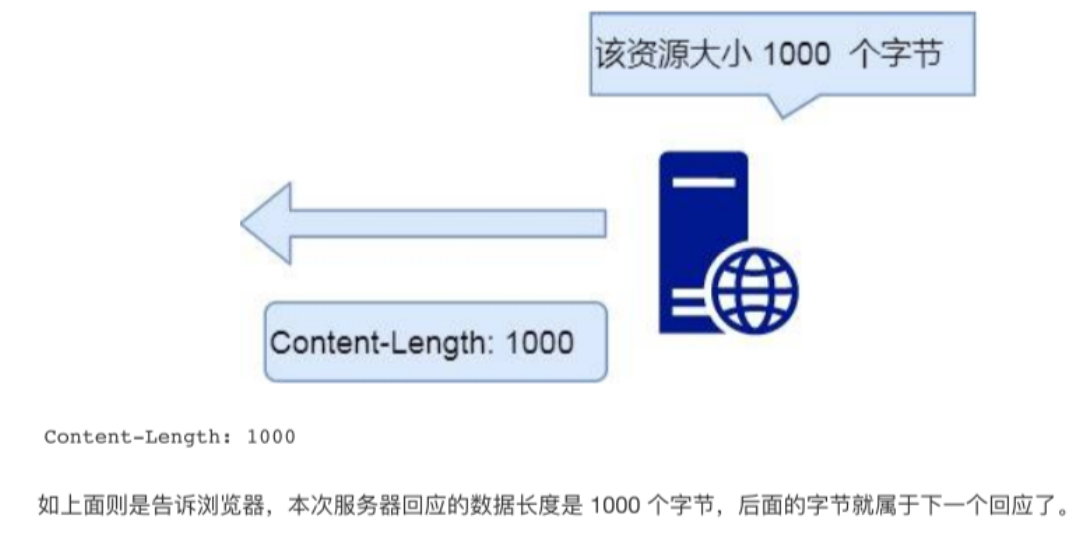 该资源大小 1000 个字节
Content-Length: 1000
Content-Length: 1000
如上面则是告诉浏览器，本次服务器回应的数据长度是 1000 个字节，后面的字节就属于下一个回应了。